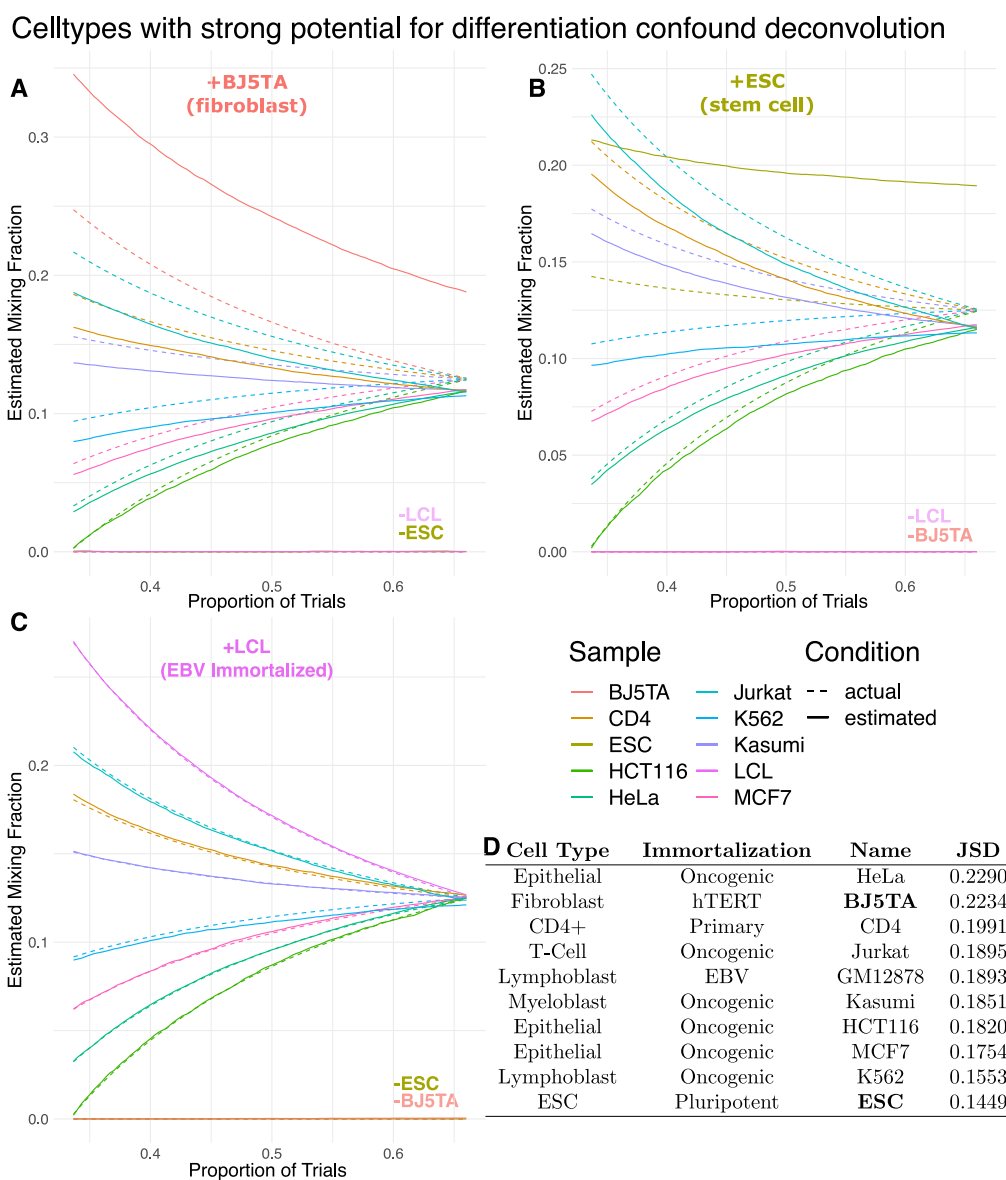 Celltypes with strong potential for differentiation confound deconvolution
A
+BJ5TA
(fibroblast)
Estimated Mixing Fraction
0.3
0.2
0.1
0.0
-LCL
-ESC
0.4
0.5
0.6
Proportion of Trials
B
+ESC
(stem cell)
Estimated Mixing Fraction
0.25
0.20
0.15
0.10
0.05
0.00
-LCL
-BJ5TA
0.4
0.5
0.6
Proportion of Trials
C
+LCL
(EBV Immortalized)
Estimated Mixing Fraction
0.2
0.1
0.0
-ESC
-BJ5TA
0.4
0.5
0.6
Proportion of Trials
Sample
BJ5TA
CD4
ESC
HCT116
HeLa
Jurkat
K562
Kasumi
LCL
MCF7
Condition
actual
estimated
D
Cell Type Immortalization Name JSD
Epithelial Oncogenic HeLa 0.2290
Fibroblast hTERT BJ5TA 0.2234
CD4+ Primary CD4 0.1991
T-Cell Oncogenic Jurkat 0.1895
Lymphoblast EBV GM12878 0.1893
Myeloblast Oncogenic Kasumi 0.1851
Epithelial Oncogenic HCT116 0.1820
Epithelial Oncogenic MCF7 0.1754
Lymphoblast Oncogenic K562 0.1553
ESC Pluripotent ESC 0.1449